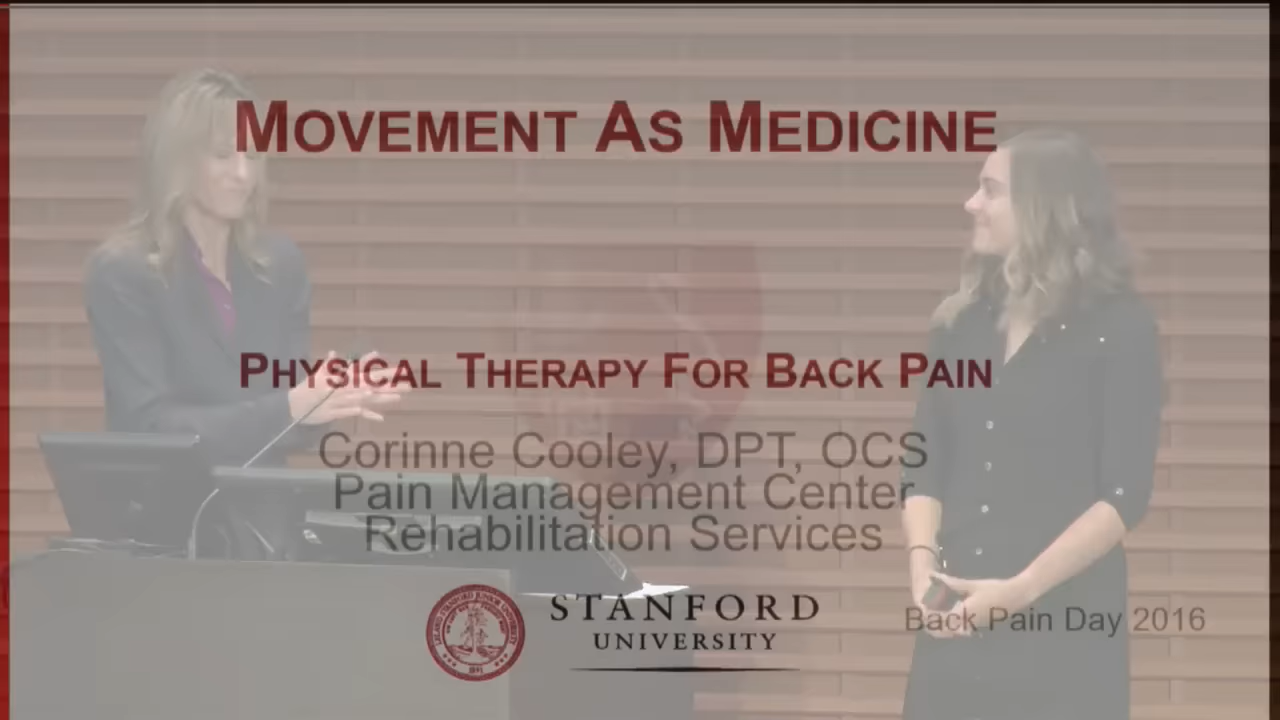 MOVEMENT AS MEDICINE
PHYSICAL THERAPY FOR BACK PAIN
Corinne Cooley, DPT, OCS
Pain Management Center
Rehabilitation Services
STANFORD
UNIVERSITY
Back Pain Day 2016